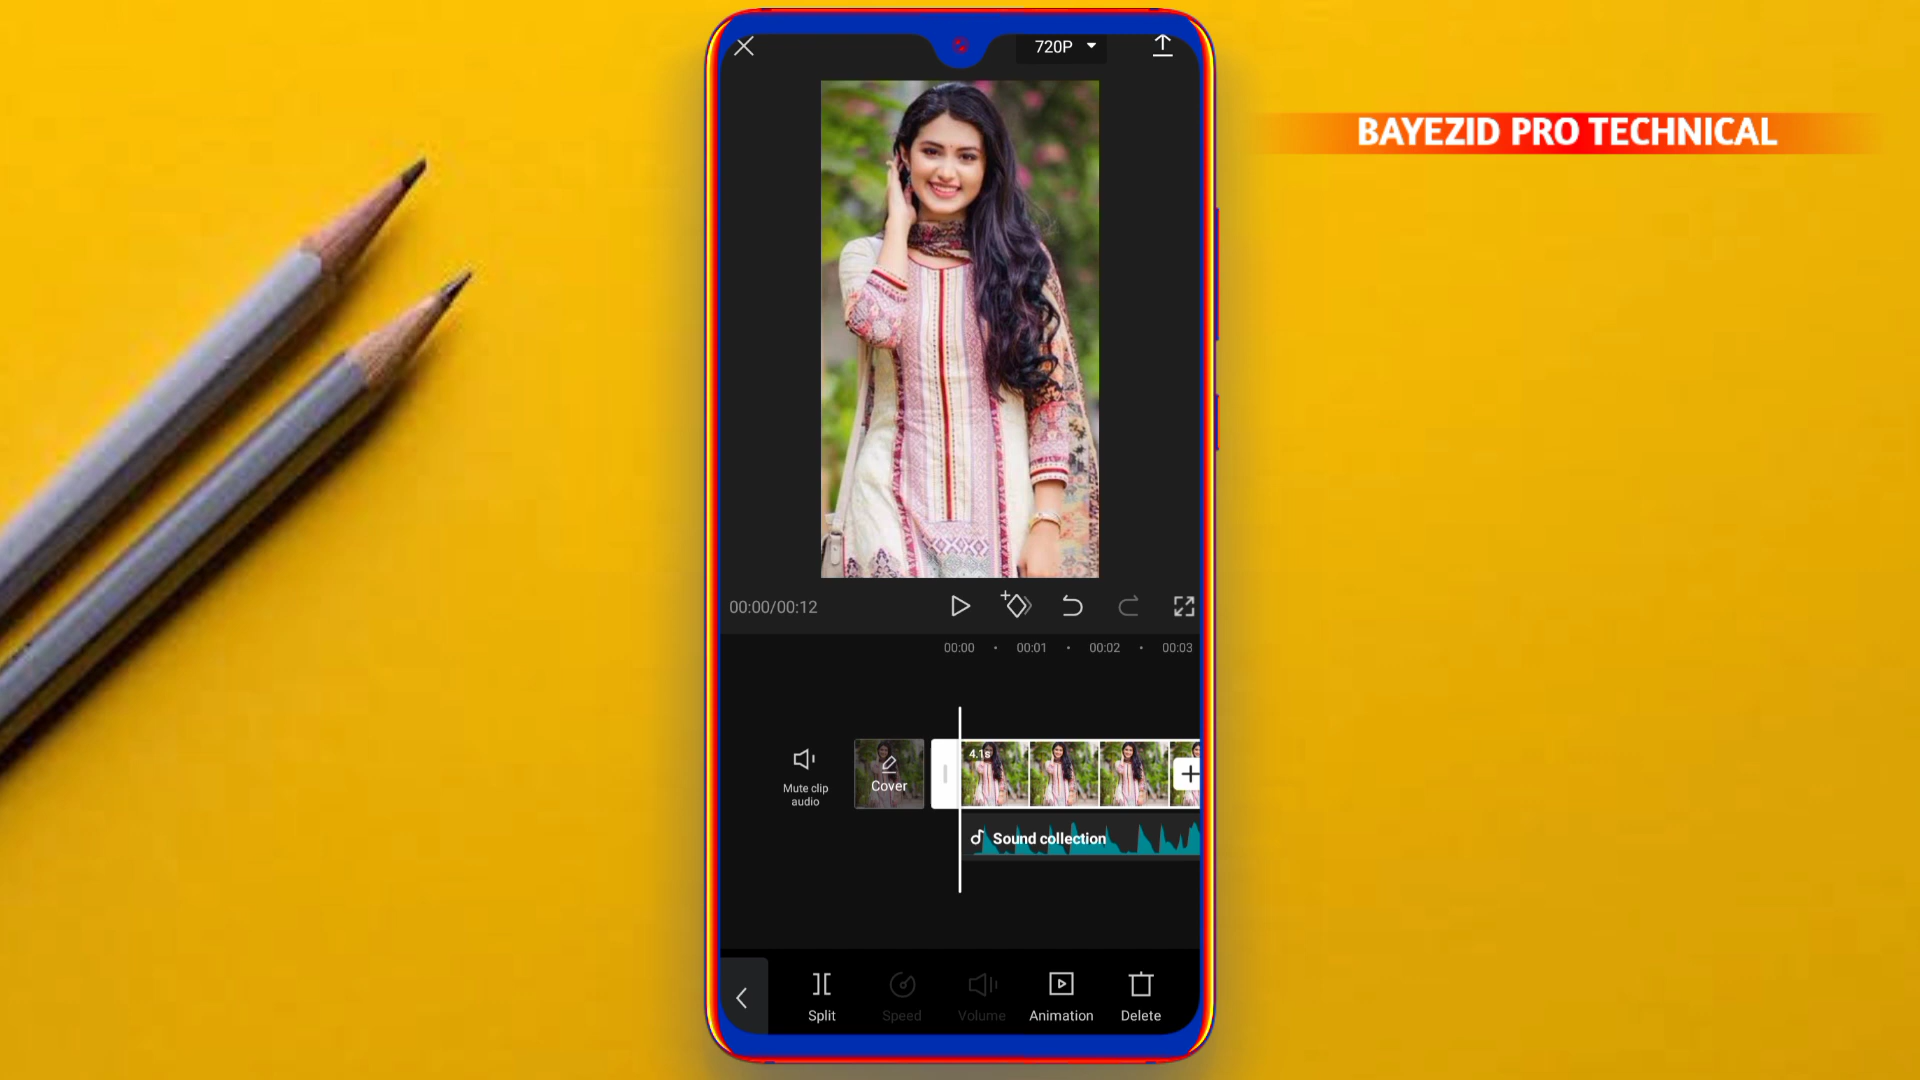 720P
BAYEZID PRO TECHNICAL
00:00/00:12
00:00 00:01 00:02 00:03
4.1s
Mute clip
audio
Cover
Sound collection
Split Speed Volume Animation Delete